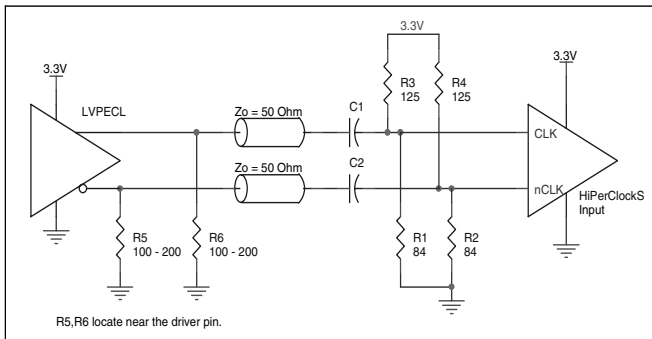 3.3V
3.3V
3.3V
R3
125
R4
125
LVPECL
Zo = 50 Ohm
C1
CLK
Zo = 50 Ohm
C2
nCLK
HiPerClockS
Input
R5
100 - 200
R6
100 - 200
R1
84
R2
84
R5,R6 locate near the driver pin.